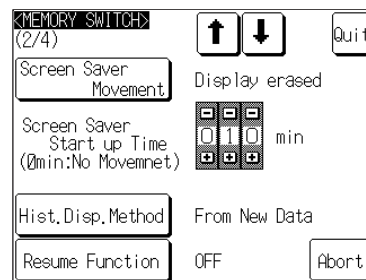 <MEMORY SWITCH>
(2/4)
Quit
Screen Saver
Movement
Display erased
Screen Saver
Start up Time
(0min:No Movemnet)
010 min
Hist.Disp.Method
From New Data
Resume Function
OFF
Abort